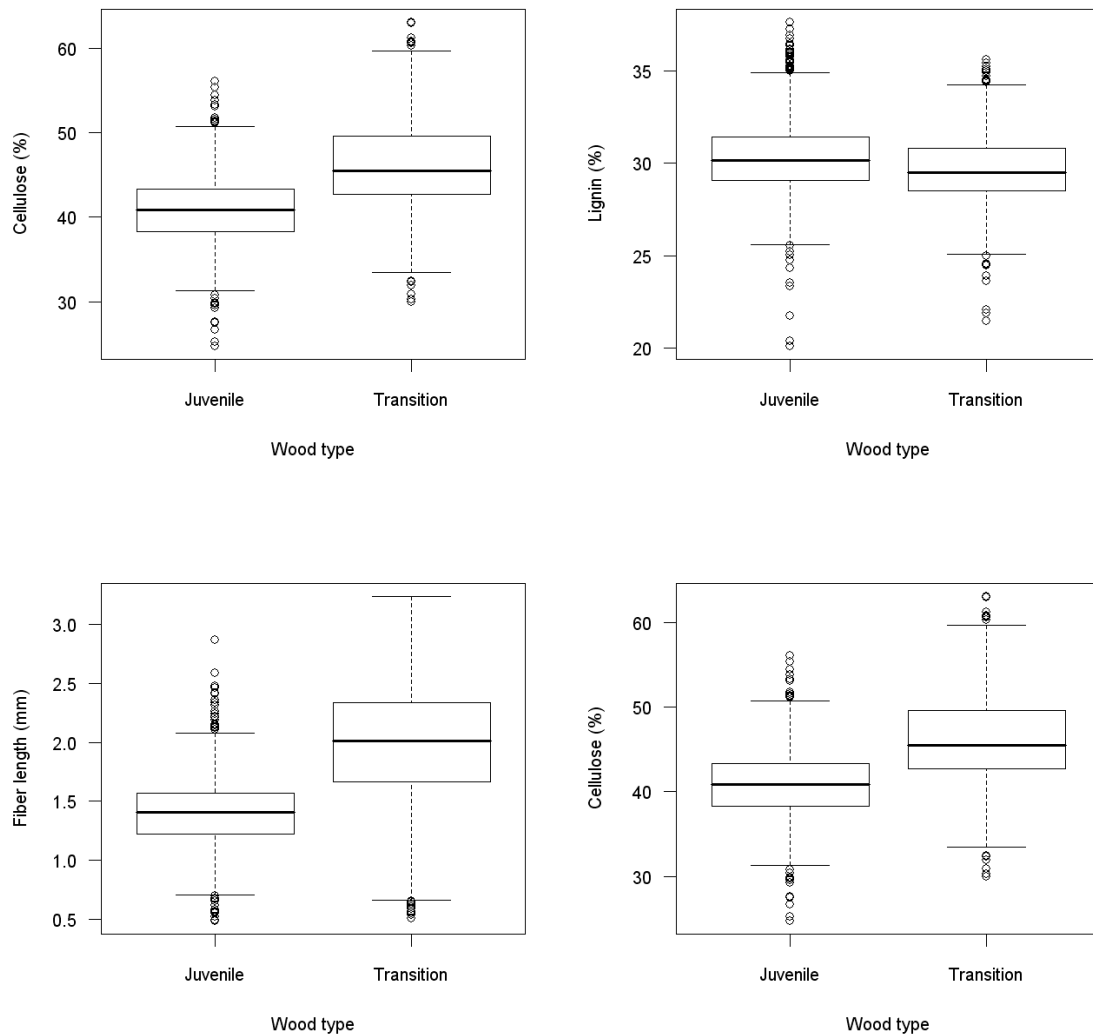 Cellulose (%)
60
50
40
30
Juvenile
Transition
Wood type
Lignin (%)
35
30
25
20
Juvenile
Transition
Wood type
Fiber length (mm)
3.0
2.5
2.0
1.5
1.0
0.5
Juvenile
Transition
Wood type
Cellulose (%)
60
50
40
30
Juvenile
Transition
Wood type